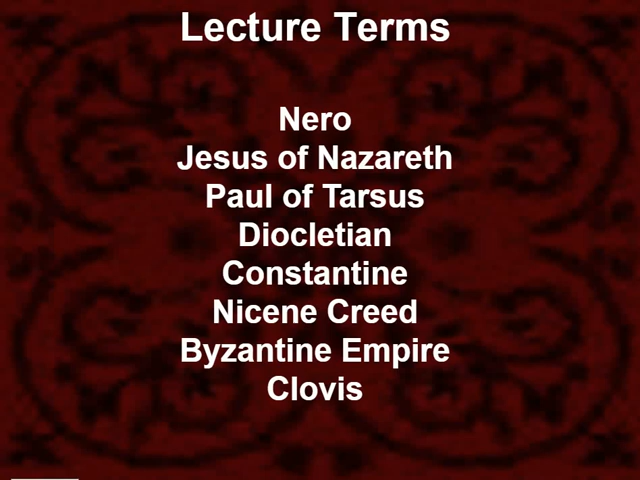 Lecture Terms
Nero
Jesus of Nazareth
Paul of Tarsus
Diocletian
Constantine
Nicene Creed
Byzantine Empire
Clovis